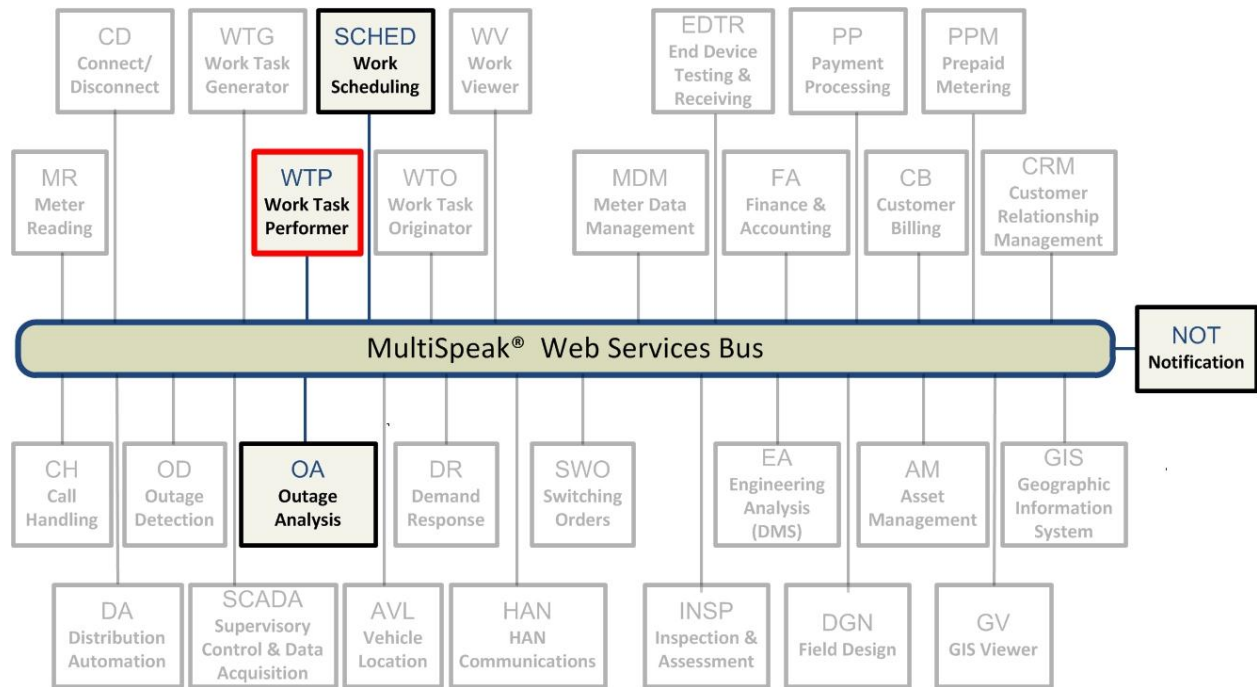 CD
Connect/
Disconnect
WTG
Work Task
Generator
SCHED
Work
Scheduling
WV
Work
Viewer
EDTR
End Device
Testing &
Receiving
PP
Payment
Processing
PPM
Prepaid
Metering
MR
Meter
Reading
WTP
Work Task
Performer
WTO
Work Task
Originator
MDM
Meter Data
Management
FA
Finance &
Accounting
CB
Customer
Billing
CRM
Customer
Relationship
Management
MultiSpeak® Web Services Bus
NOT
Notification
CH
Call
Handling
OD
Outage
Detection
OA
Outage
Analysis
DR
Demand
Response
SWO
Switching
Orders
EA
Engineering
Analysis
(DMS)
AM
Asset
Management
GIS
Geographic
Information
System
DA
Distribution
Automation
SCADA
Supervisory
Control & Data
Acquisition
AVL
Vehicle
Location
HAN
HAN
Communications
INSP
Inspection &
Assessment
DGN
Field Design
GV
GIS Viewer